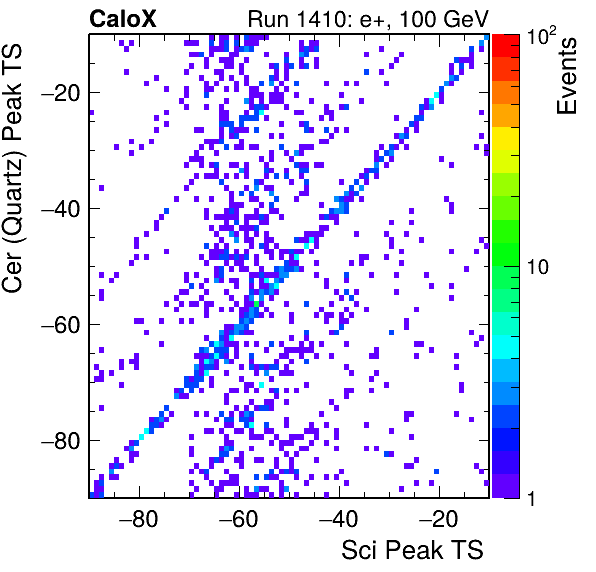 CaloX Run 1410: e+, 100 GeV
Cer (Quartz) Peak TS
−20
−40
−60
−80
−80 −60 −40 −20
Sci Peak TS
10²
10
1
Events